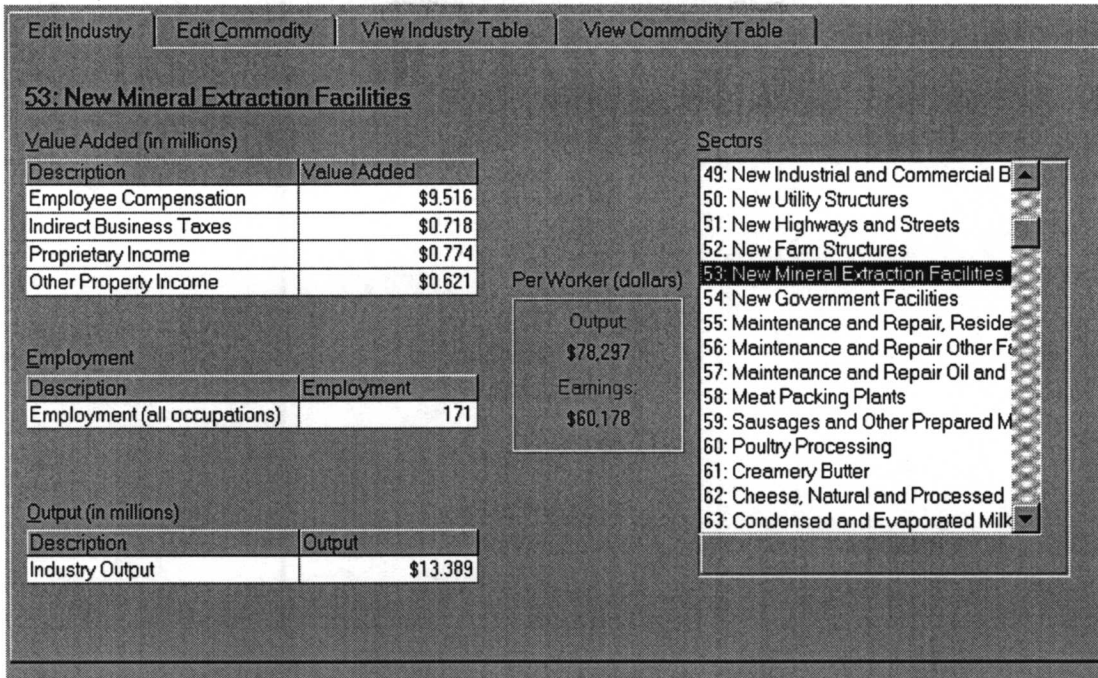 Edit Industry Edit Commodity View Industry Table View Commodity Table
53: New Mineral Extraction Facilities
Value Added (in millions)
Description Value Added
Employee Compensation $9.516
Indirect Business Taxes $0.718
Proprietary Income $0.774
Other Property Income $0.621
Employment
Description Employment
Employment (all occupations) 171
Output (in millions)
Description Output
Industry Output $13.389
Per Worker (dollars)
Output:
$78,297
Earnings:
$60,178
Sectors
49: New Industrial and Commercial B
50: New Utility Structures
51: New Highways and Streets
52: New Farm Structures
53: New Mineral Extraction Facilities
54: New Government Facilities
55: Maintenance and Repair, Reside
56: Maintenance and Repair Other Fa
57: Maintenance and Repair Oil and
58: Meat Packing Plants
59: Sausages and Other Prepared M
60: Poultry Processing
61: Creamery Butter
62: Cheese, Natural and Processed
63: Condensed and Evaporated Milk